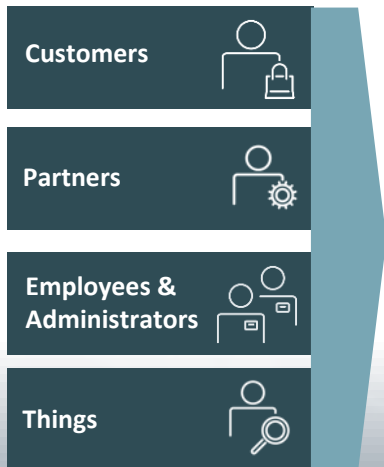 Customers
Partners
Employees &
Administrators
Things